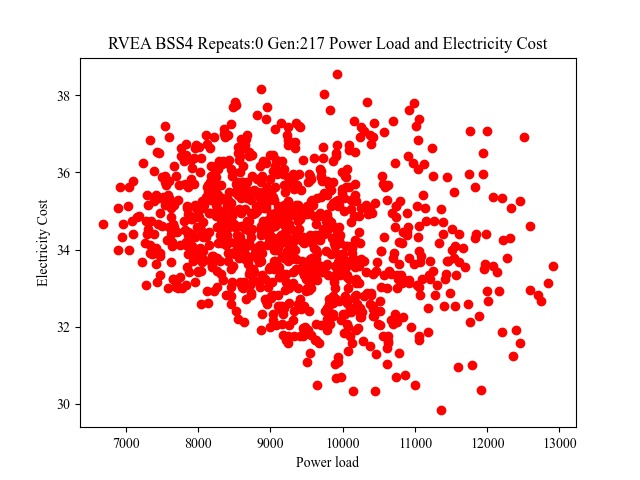 RVEA BSS4 Repeats:0 Gen:217 Power Load and Electricity Cost
38
36
34
32
30
Electricity Cost
7000 8000 9000 10000 11000 12000 13000
Power load